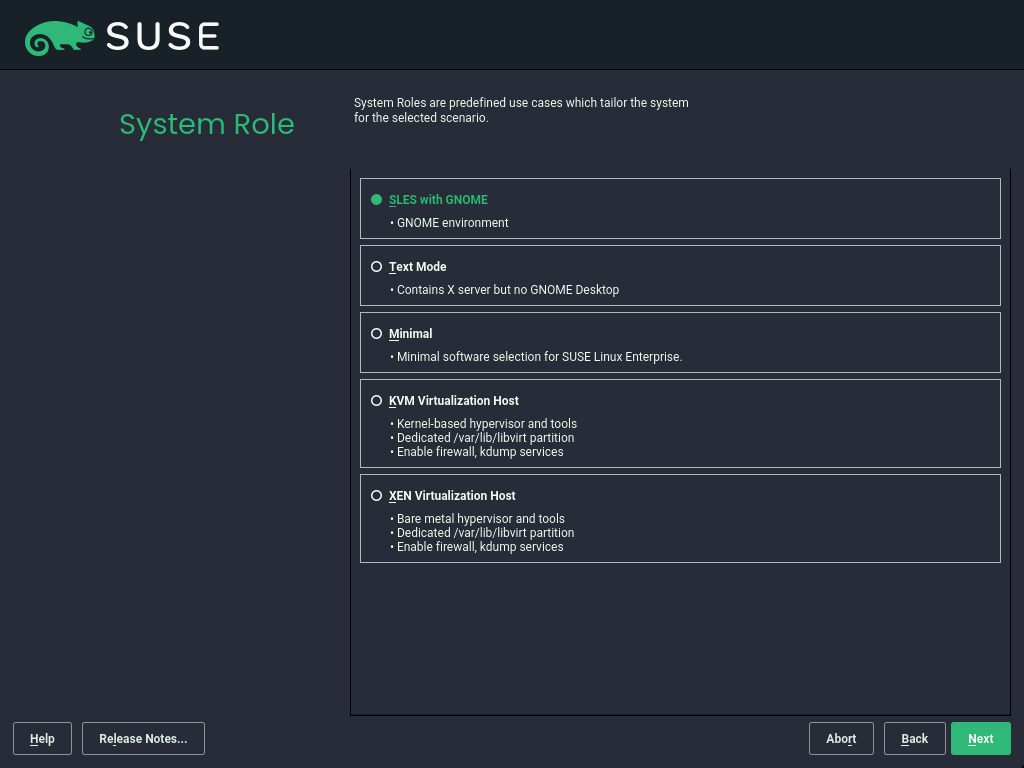 SUSE
System Role
System Roles are predefined use cases which tailor the system
for the selected scenario.
SLES with GNOME
• GNOME environment
Text Mode
• Contains X server but no GNOME Desktop
Minimal
• Minimal software selection for SUSE Linux Enterprise.
KVM Virtualization Host
• Kernel-based hypervisor and tools
• Dedicated /var/lib/libvirt partition
• Enable firewall, kdump services
XEN Virtualization Host
• Bare metal hypervisor and tools
• Dedicated /var/lib/libvirt partition
• Enable firewall, kdump services
Help
Release Notes...
Abort
Back
Next